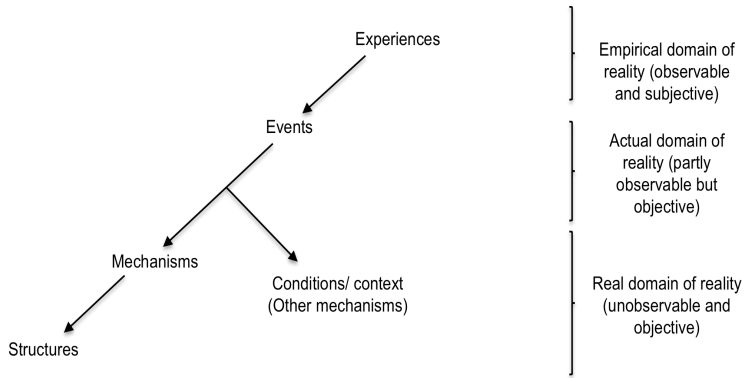 Experiences
Empirical domain of
reality (observable
and subjective)
Events
Actual domain of
reality (partly
observable but
objective)
Mechanisms
Conditions/ context
(Other mechanisms)
Real domain of reality
(unobservable and
objective)
Structures